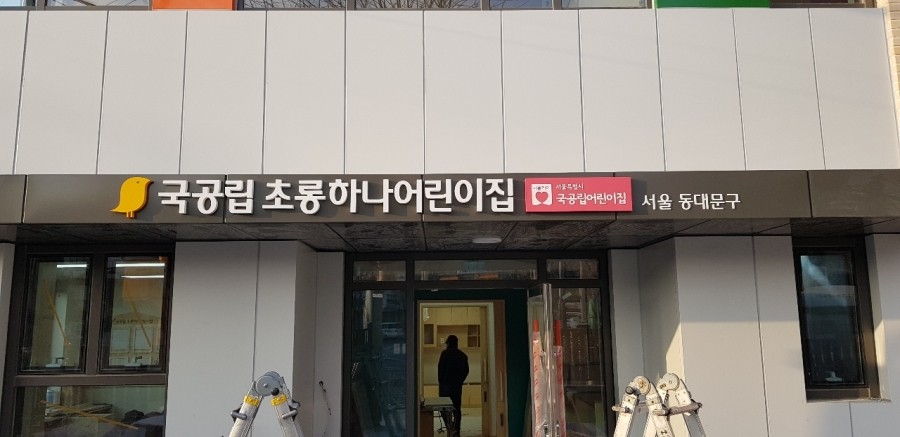 국공립 초롱하나어린이집
서울특별시
국공립어린이집
서울 동대문구